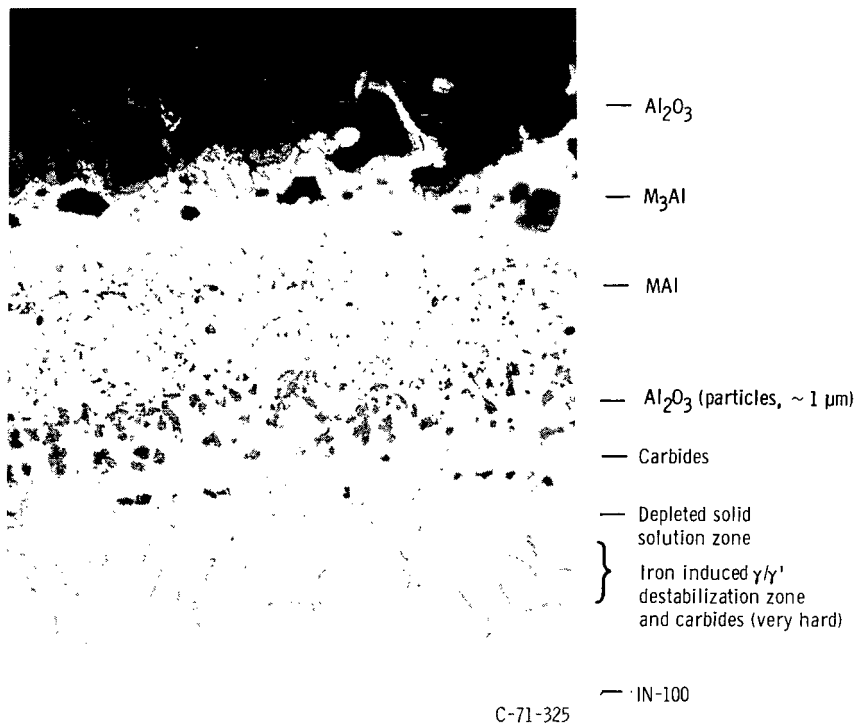 Al₂O₃
M₃Al
MAl
Al₂O₃ (particles, ~ 1 μm)
Carbides
Depleted solid
solution zone
Iron induced γ/γ'
destabilization zone
and carbides (very hard)
IN-100
C-71-325